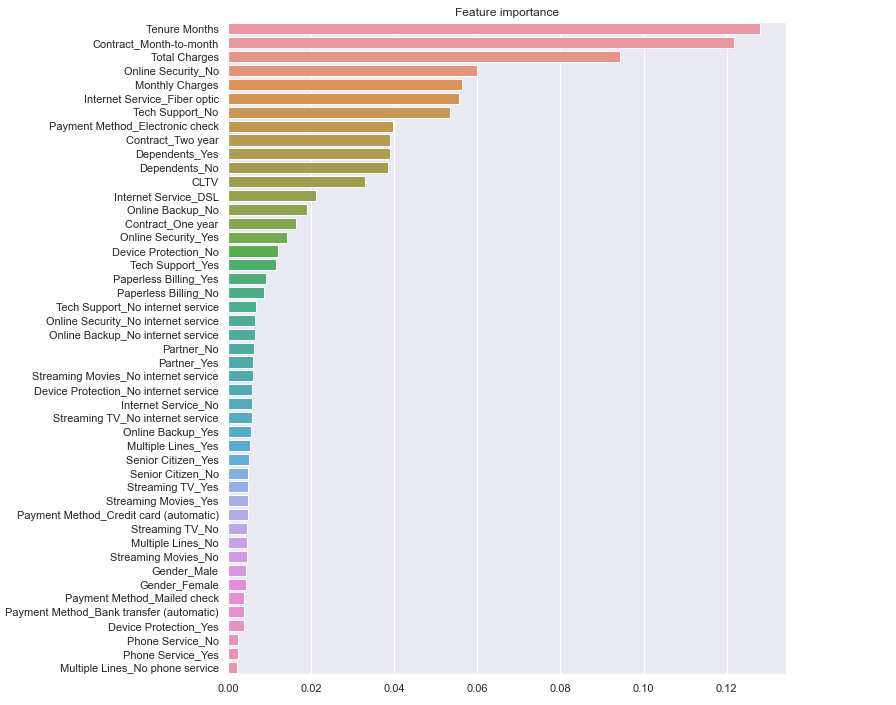 Feature importance
Tenure Months
Contract_Month-to-month
Total Charges
Online Security_No
Monthly Charges
Internet Service_Fiber optic
Tech Support_No
Payment Method_Electronic check
Contract_Two year
Dependents_Yes
Dependents_No
CLTV
Internet Service_DSL
Online Backup_No
Contract_One year
Online Security_Yes
Device Protection_No
Tech Support_Yes
Paperless Billing_Yes
Paperless Billing_No
Tech Support_No internet service
Online Security_No internet service
Online Backup_No internet service
Partner_No
Partner_Yes
Streaming Movies_No internet service
Device Protection_No internet service
Internet Service_No
Streaming TV_No internet service
Online Backup_Yes
Multiple Lines_Yes
Senior Citizen_Yes
Senior Citizen_No
Streaming TV_Yes
Streaming Movies_Yes
Payment Method_Credit card (automatic)
Streaming TV_No
Multiple Lines_No
Streaming Movies_No
Gender_Male
Gender_Female
Payment Method_Mailed check
Payment Method_Bank transfer (automatic)
Device Protection_Yes
Phone Service_No
Phone Service_Yes
Multiple Lines_No phone service
0.00 0.02 0.04 0.06 0.08 0.10 0.12